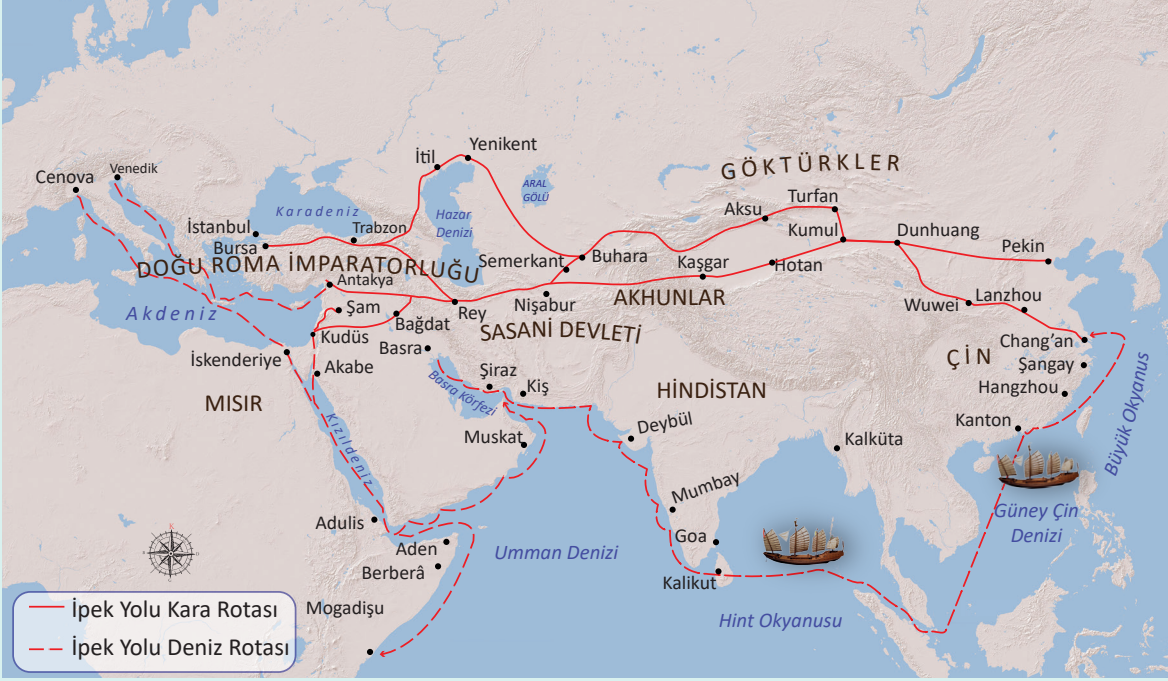 GÖKTÜRKLER
Yenikent
İtil
Venedik
Cenova
ARAL
GÖLÜ
Turfan
Aksu
Karadeniz
Hazar
Denizi
İstanbul
Trabzon
Kumul
Dunhuang
Bursa
Pekin
Buhara
Semerkant
Kaşgar
Hotan
DOĞU ROMA İMPARATORLUĞU
Antakya
AKHUNLAR
Nişabur
Wuwei
Lanzhou
Akdeniz
Şam
Bağdat
Rey
SASANİ DEVLETİ
Kudüs
Chang'an
Basra
ÇİN
Şangay
İskenderiye
Akabe
Şiraz
Kiş
Basra Körfezi
HİNDİSTAN
Hangzhou
MISIR
Kızıldeniz
Deybül
Kanton
Büyük Okyanus
Muskat
Kalküta
Mumbay
Güney Çin
Denizi
K
B
D
Adulis
Goa
Aden
Umman Denizi
Berberâ
Kalikut
Mogadişu
Hint Okyanusu
İpek Yolu Kara Rotası
İpek Yolu Deniz Rotası